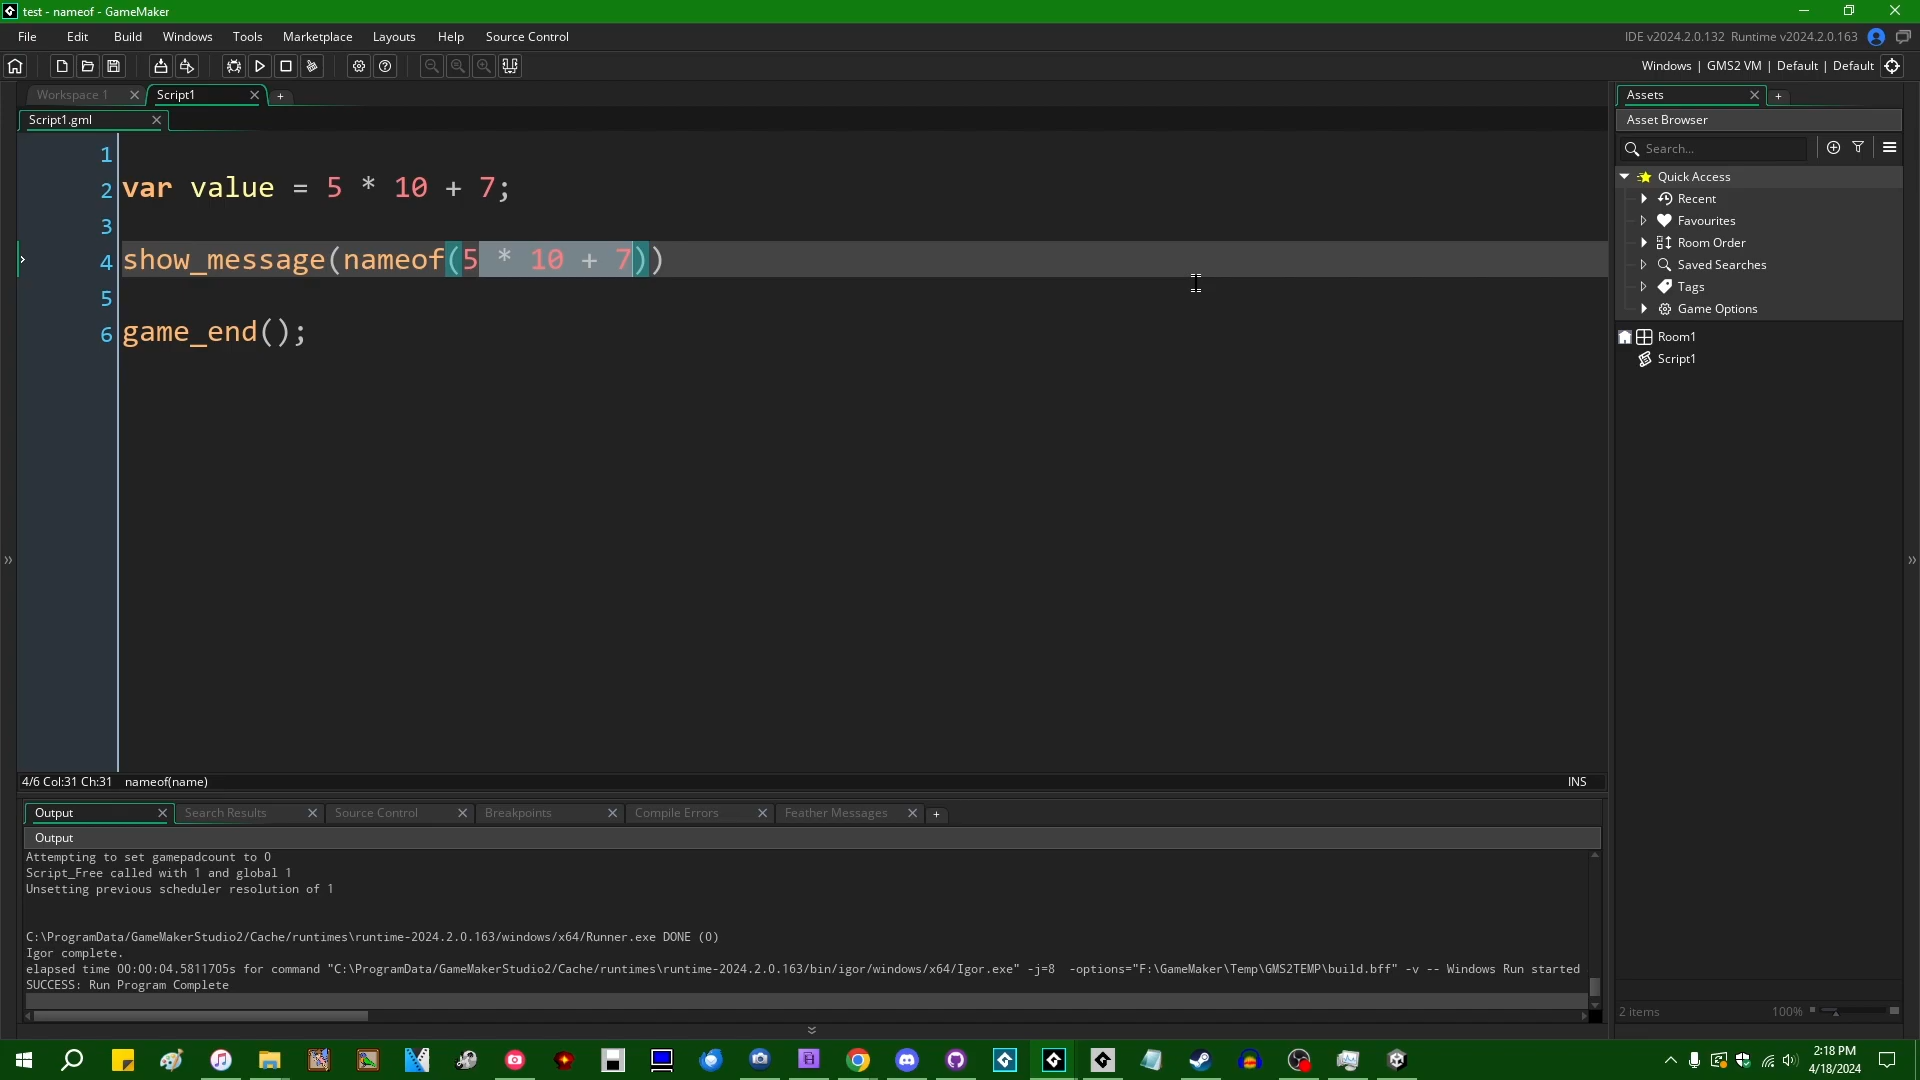 test - nameof - GameMaker
File Edit Build Windows Tools Marketplace Layouts Help Source Control
IDE v2024.2.0.132 Runtime v2024.2.0.163
Windows | GMS2 VM | Default | Default
Workspace 1
Script1
+
Script1.gml
1
2 var value = 5 * 10 + 7;
3
4 show_message(nameof(5 * 10 + 7))
5
6 game_end();
4/6 Col:31 Ch:31 nameof(name)
INS
Assets
+
Asset Browser
Search...
Quick Access
Recent
Favourites
Room Order
Saved Searches
Tags
Game Options
Room1
Script1
2 items
100%
Output Search Results Source Control Breakpoints Compile Errors Feather Messages +
Output
Attempting to set gamepadcount to 0
Script_Free called with 1 and global 1
Unsetting previous scheduler resolution of 1
C:\ProgramData/GameMakerStudio2/Cache/runtimes\runtime-2024.2.0.163/windows/x64/Runner.exe DONE (0)
Igor complete.
elapsed time 00:00:04.5811705s for command "C:\ProgramData/GameMakerStudio2/Cache/runtimes\runtime-2024.2.0.163/bin/igor/windows/x64/Igor.exe" -j=8 -options="F:\GameMaker\Temp\GMS2TEMP\build.bff" -v -- Windows Run started
SUCCESS: Run Program Complete
2:18 PM
4/18/2024